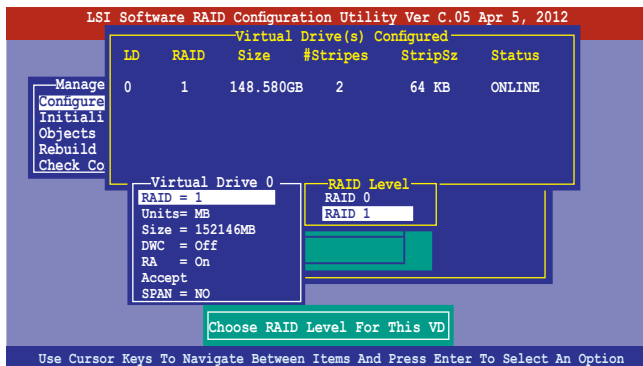 LSI Software RAID Configuration Utility Ver C.05 Apr 5, 2012
Virtual Drive(s) Configured
LD RAID Size #Stripes StripSz Status
0 1 148.580GB 2 64 KB ONLINE
Manage
Configure
Initiali
Objects
Rebuild
Check Co
Virtual Drive 0
RAID = 1
Units= MB
Size = 152146MB
DWC = Off
RA = On
Accept
SPAN = NO
RAID Level
RAID 0
RAID 1
Choose RAID Level For This VD
Use Cursor Keys To Navigate Between Items And Press Enter To Select An Option